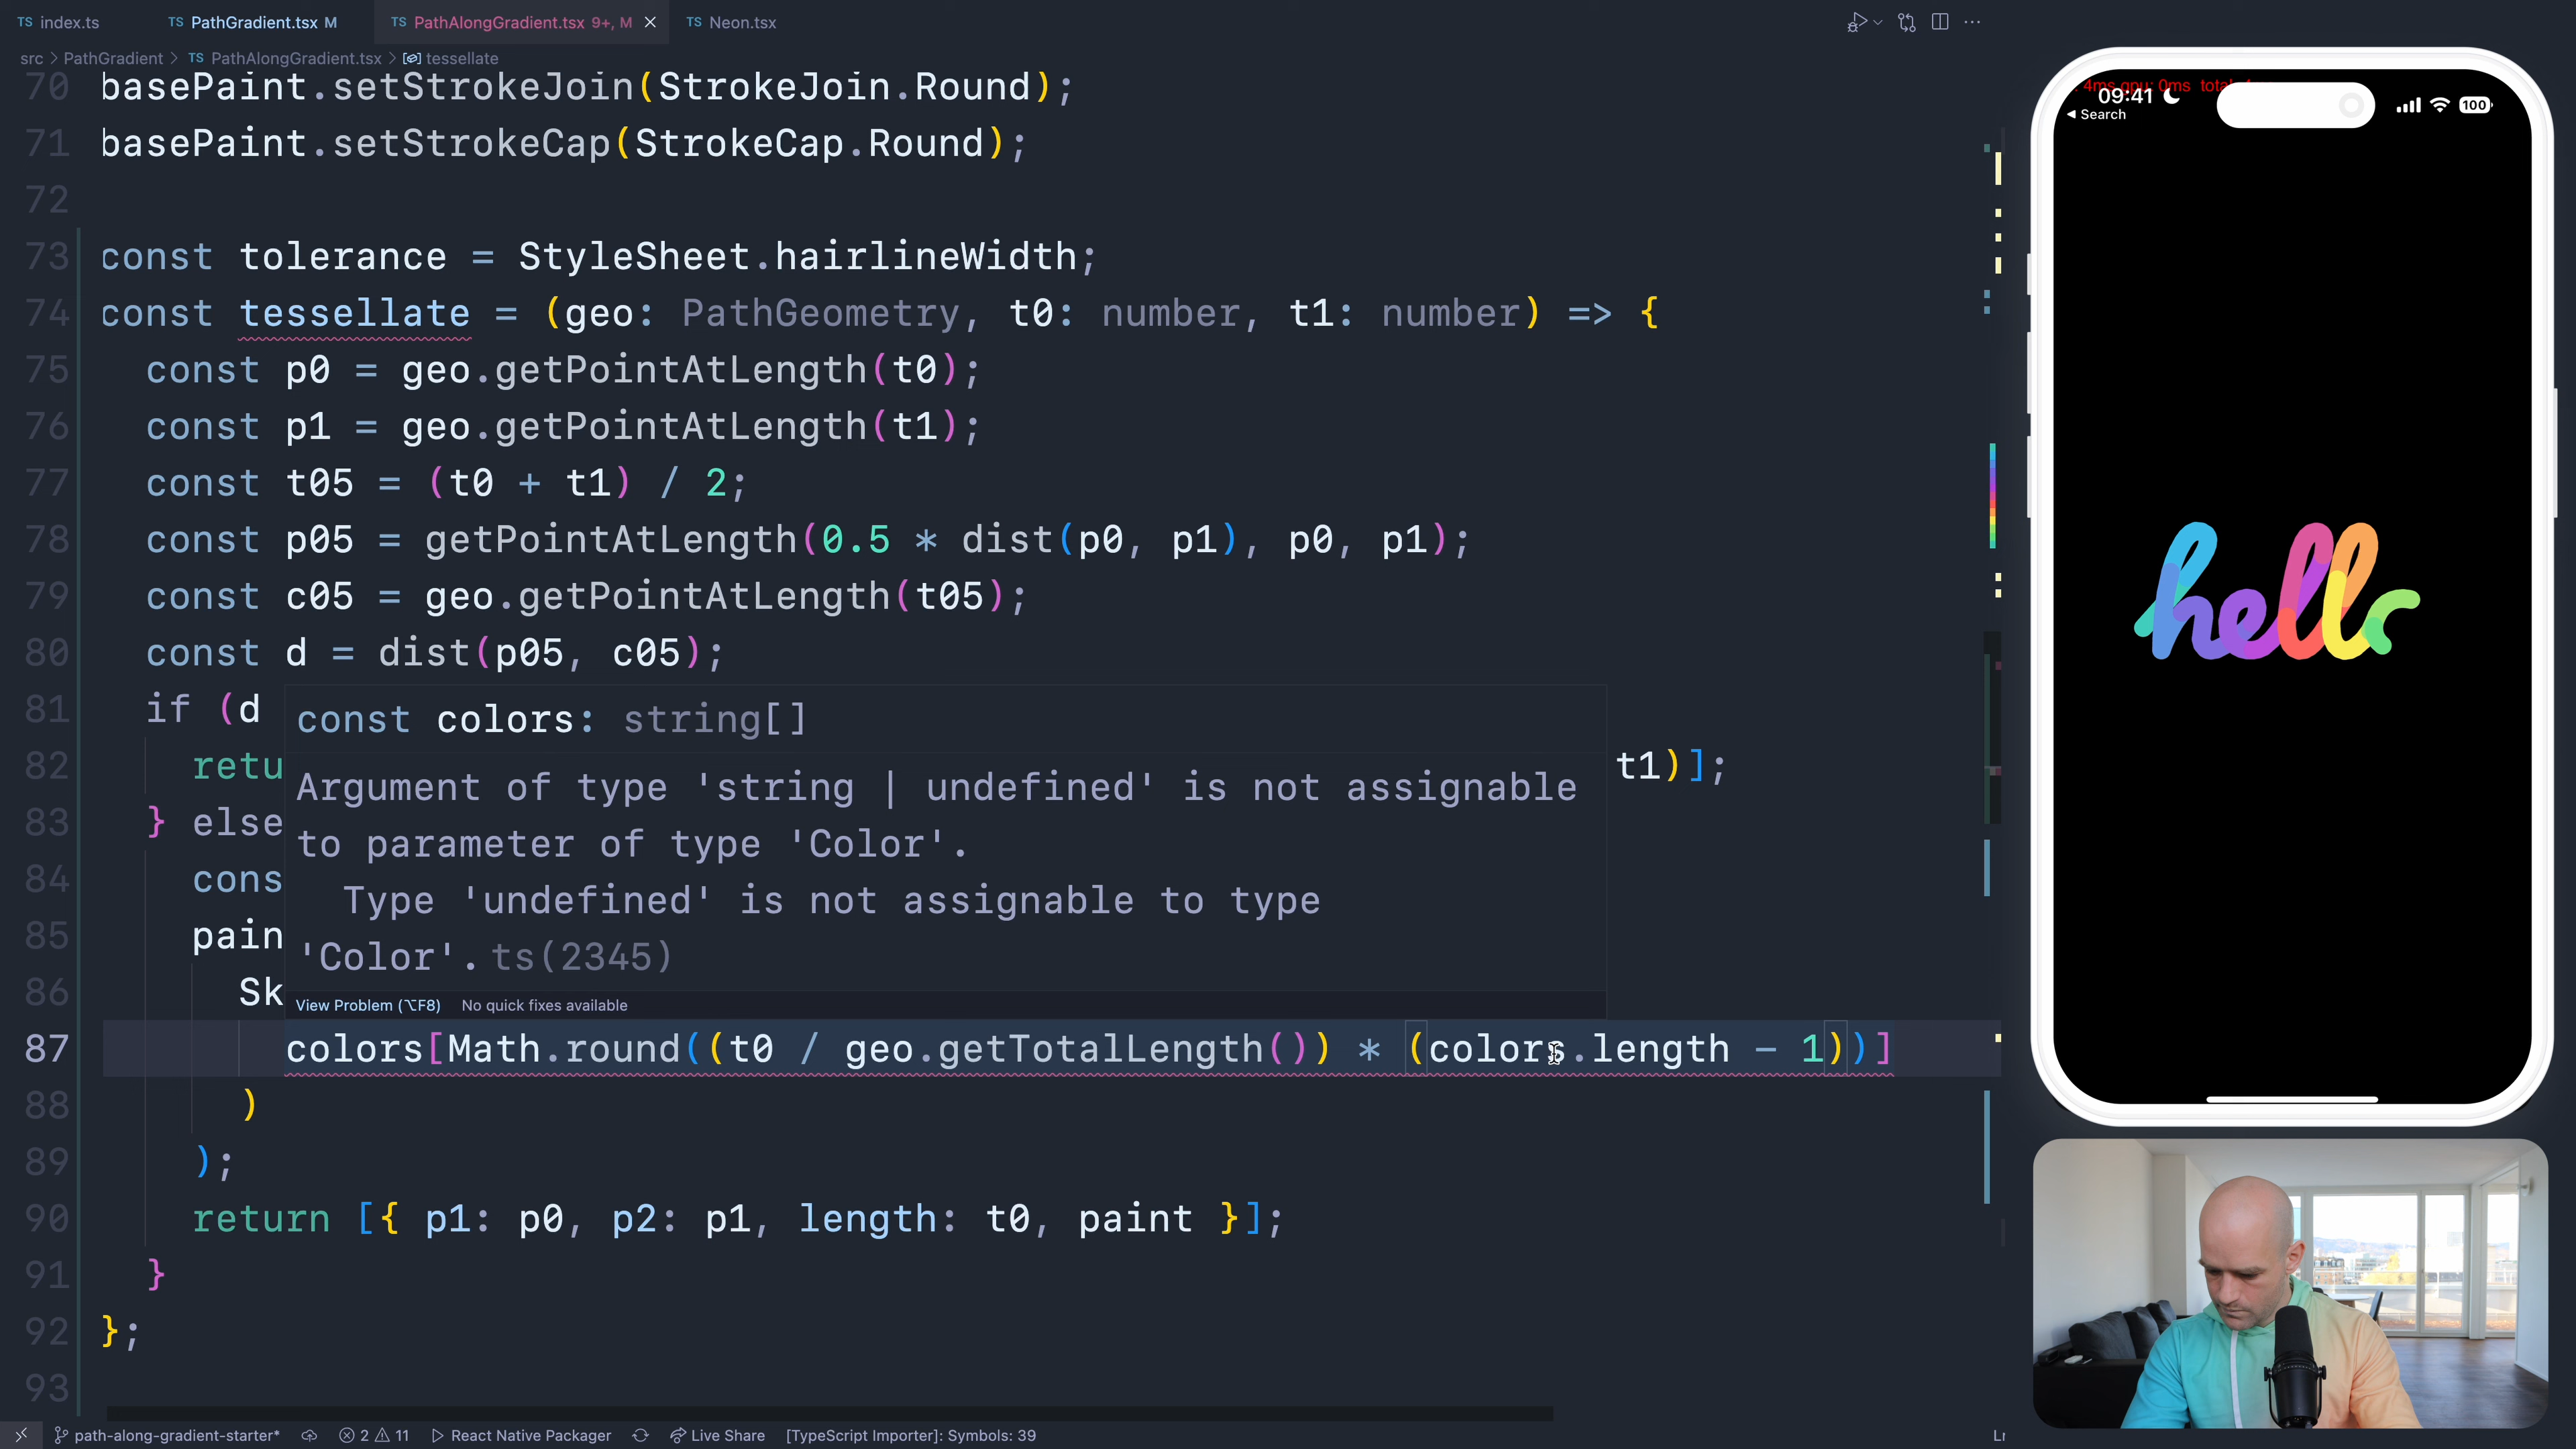 TS index.ts TS PathGradient.tsx M TS PathAlongGradient.tsx 9+, M TS Neon.tsx
src > PathGradient > TS PathAlongGradient.tsx > tessellate
70 basePaint.setStrokeJoin(StrokeJoin.Round);
71 basePaint.setStrokeCap(StrokeCap.Round);
72
73 const tolerance = StyleSheet.hairlineWidth;
74 const tessellate = (geo: PathGeometry, t0: number, t1: number) => {
75 const p0 = geo.getPointAtLength(t0);
76 const p1 = geo.getPointAtLength(t1);
77 const t05 = (t0 + t1) / 2;
78 const p05 = getPointAtLength(0.5 * dist(p0, p1), p0, p1);
79 const c05 = geo.getPointAtLength(t05);
80 const d = dist(p05, c05);
81 if (d
const colors: string[]
82 retu t1)];
Argument of type 'string | undefined' is not assignable
83 } else
to parameter of type 'Color'.
84 cons
Type 'undefined' is not assignable to type
85 pain
'Color'. ts(2345)
86 Sk
View Problem (⌥F8) No quick fixes available
87 colors[Math.round((t0 / geo.getTotalLength()) * (colors.length - 1))]
88 )
89 );
90 return [{ p1: p0, p2: p1, length: t0, paint }];
91 }
92 };
93
path-along-gradient-starter* 2 11 React Native Packager Live Share [TypeScript Importer]: Symbols: 39
4ms gpu: 0ms
09:41 100
◀ Search
hello